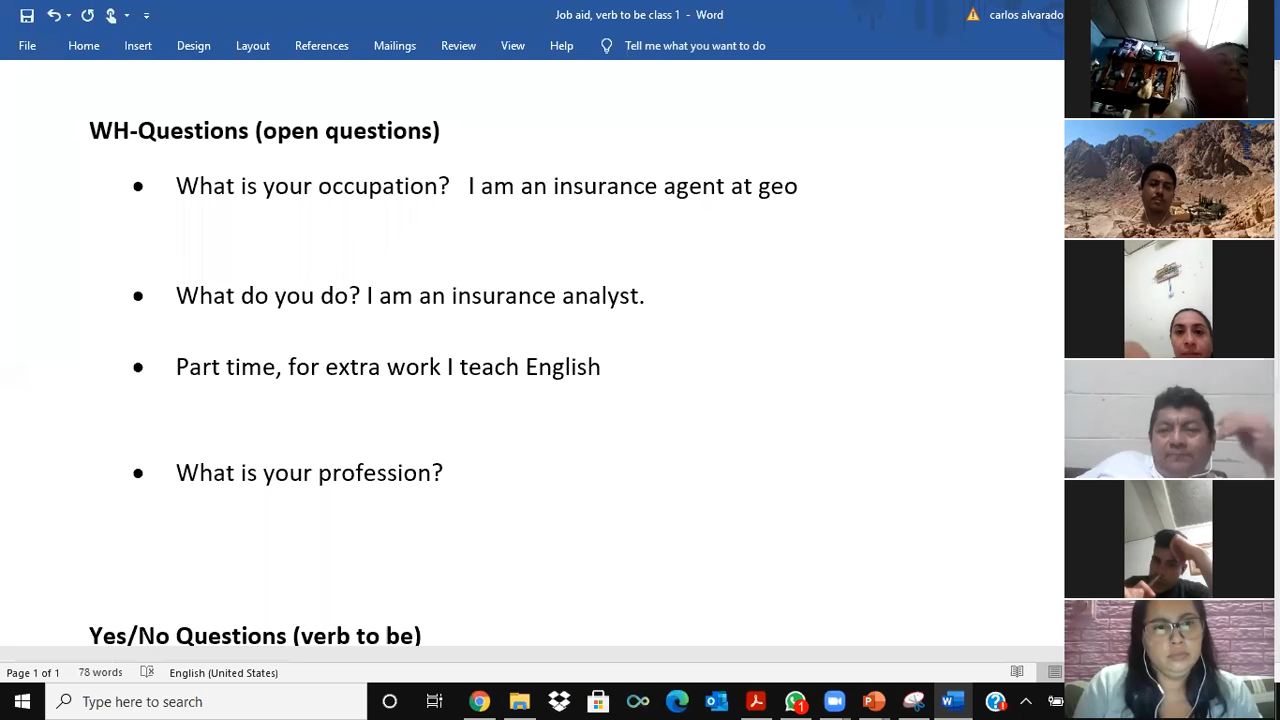 Job aid, verb to be class 1 - Word
carlos alvarado
File Home Insert Design Layout References Mailings Review View Help Tell me what you want to do
WH-Questions (open questions)
• What is your occupation? I am an insurance agent at geo
• What do you do? I am an insurance analyst.
• Part time, for extra work I teach English
• What is your profession?
Yes/No Questions (verb to be)
Page 1 of 1 78 words English (United States)
Type here to search
1